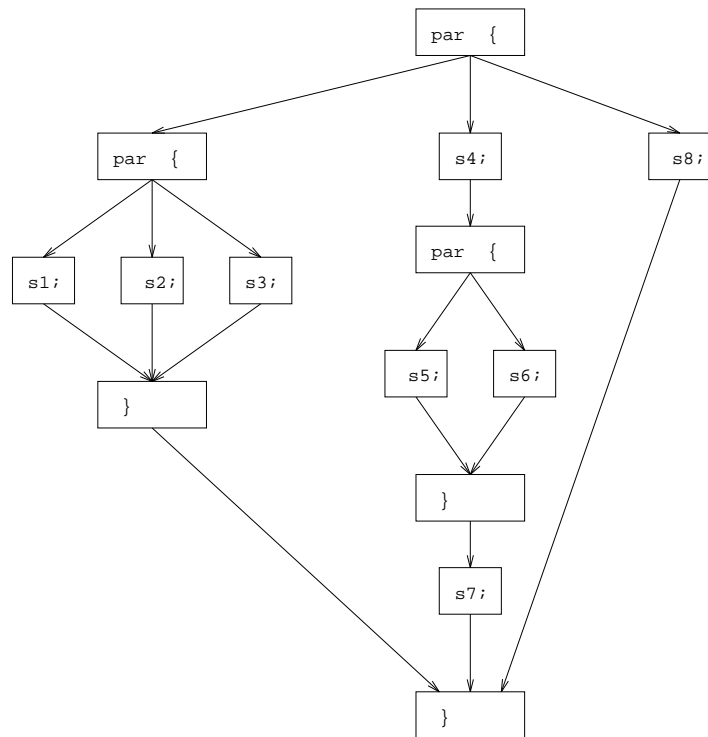 par {
par {
s4;
s8;
par {
s1;
s2;
s3;
s5;
s6;
}
}
s7;
}